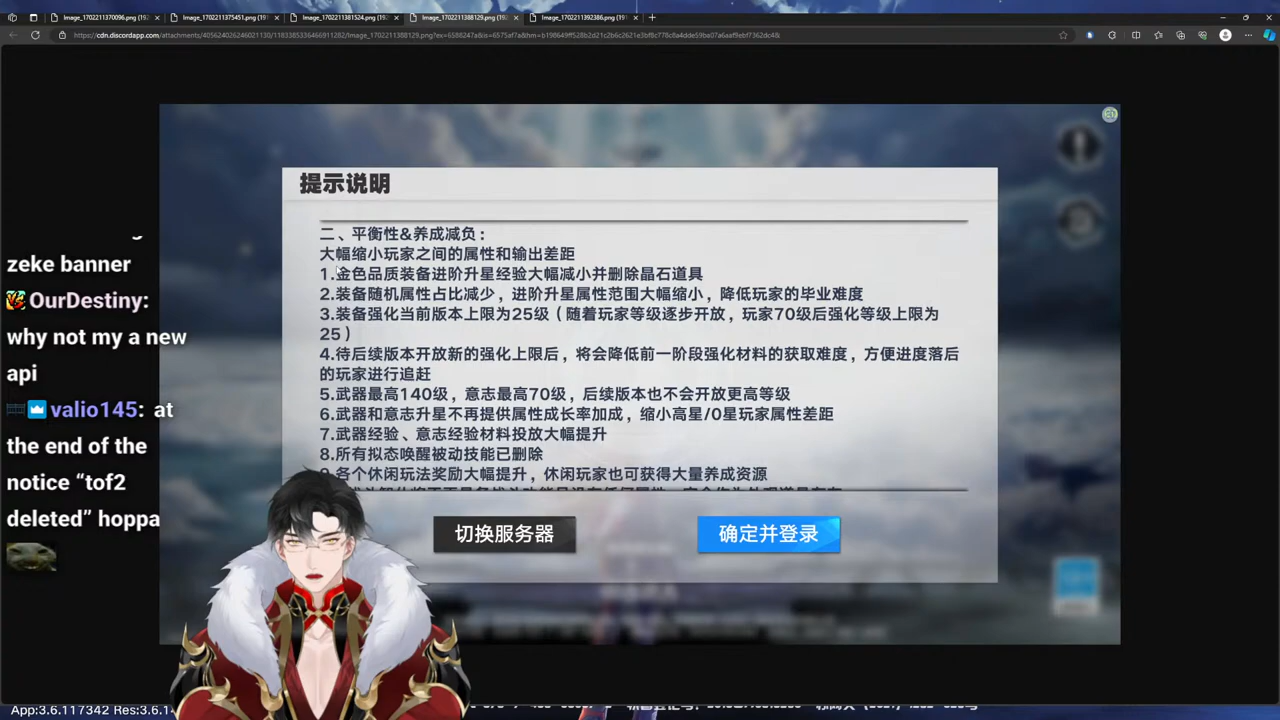 Image_1702211370096.png (192
Image_1702211375451.png (191
Image_1702211381524.png (192
Image_1702211388129.png (192
Image_1702211392386.png (191
提示说明
二、平衡性&养成减负：
大幅缩小玩家之间的属性和输出差距
1.金色品质装备进阶升星经验大幅减小并删除晶石道具
2.装备随机属性占比减少，进阶升星属性范围大幅缩小，降低玩家的毕业难度
3.装备强化当前版本上限为25级（随着玩家等级逐步开放，玩家70级后强化等级上限为
25）
4.待后续版本开放新的强化上限后，将会降低前一阶段强化材料的获取难度，方便进度落后
的玩家进行追赶
5.武器最高140级，意志最高70级，后续版本也不会开放更高等级
6.武器和意志升星不再提供属性成长率加成，缩小高星/0星玩家属性差距
7.武器经验、意志经验材料投放大幅提升
8.所有拟态唤醒被动技能已删除
9.各个休闲玩法奖励大幅提升，休闲玩家也可获得大量养成资源
切换服务器
确定并登录
zeke banner
OurDestiny:
why not my a new
api
valio145: at
the end of the
notice “tof2
deleted” hoppa
App:3.6.117342 Res:3.6.1